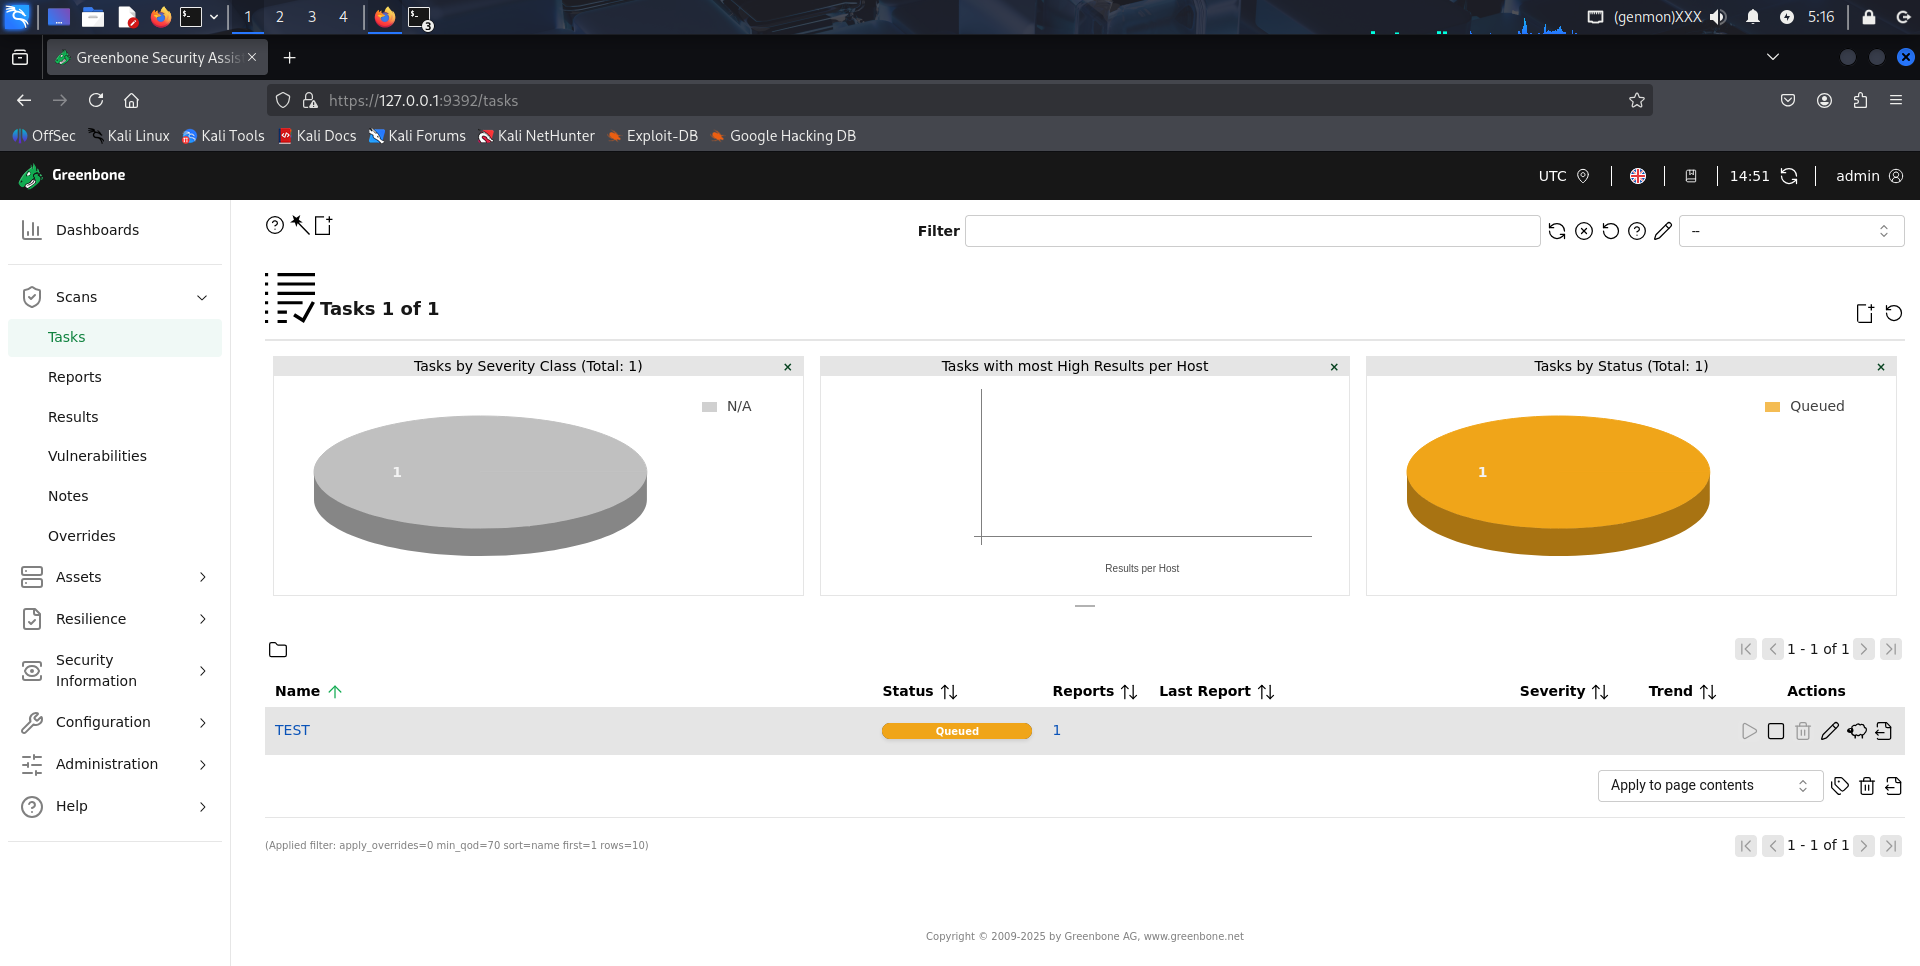 1 2 3 4 3 (genmon)XXX 5:16
Greenbone Security Assis
https://127.0.0.1:9392/tasks
OffSec Kali Linux Kali Tools Kali Docs Kali Forums Kali NetHunter Exploit-DB Google Hacking DB
Greenbone UTC 14:51 admin
Dashboards
Scans
Tasks
Reports
Results
Vulnerabilities
Notes
Overrides
Assets
Resilience
Security
Information
Configuration
Administration
Help
Filter --
Tasks 1 of 1
Tasks by Severity Class (Total: 1) ×
N/A
1
Tasks with most High Results per Host ×
Results per Host
Tasks by Status (Total: 1) ×
Queued
1
1 - 1 of 1
Name Status Reports Last Report Severity Trend Actions
TEST Queued 1
Apply to page contents
(Applied filter: apply_overrides=0 min_qod=70 sort=name first=1 rows=10) 1 - 1 of 1
Copyright © 2009-2025 by Greenbone AG, www.greenbone.net